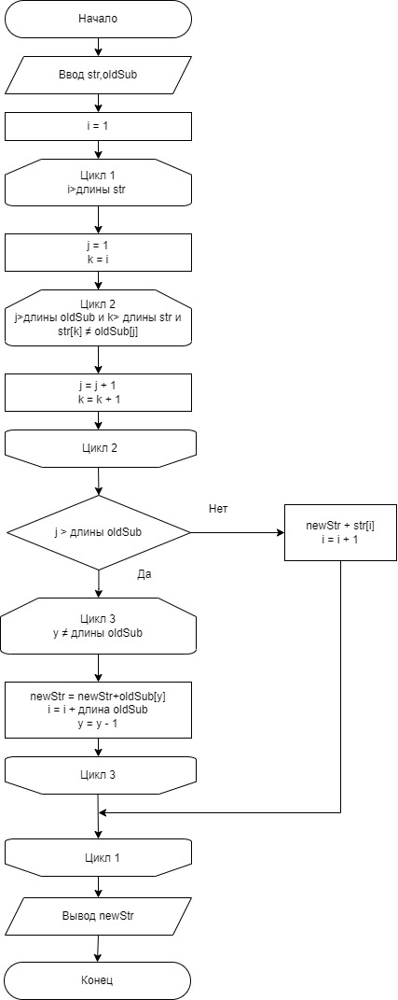 Начало
Ввод str,oldSub
i = 1
Цикл 1
i>длины str
j = 1
k = i
Цикл 2
j>длины oldSub и k> длины str и
str[k] ≠ oldSub[j]
j = j + 1
k = k + 1
Цикл 2
j > длины oldSub
Нет
newStr + str[i]
i = i + 1
Да
Цикл 3
y ≠ длины oldSub
newStr = newStr+oldSub[y]
i = i + длина oldSub
y = y - 1
Цикл 3
Цикл 1
Вывод newStr
Конец